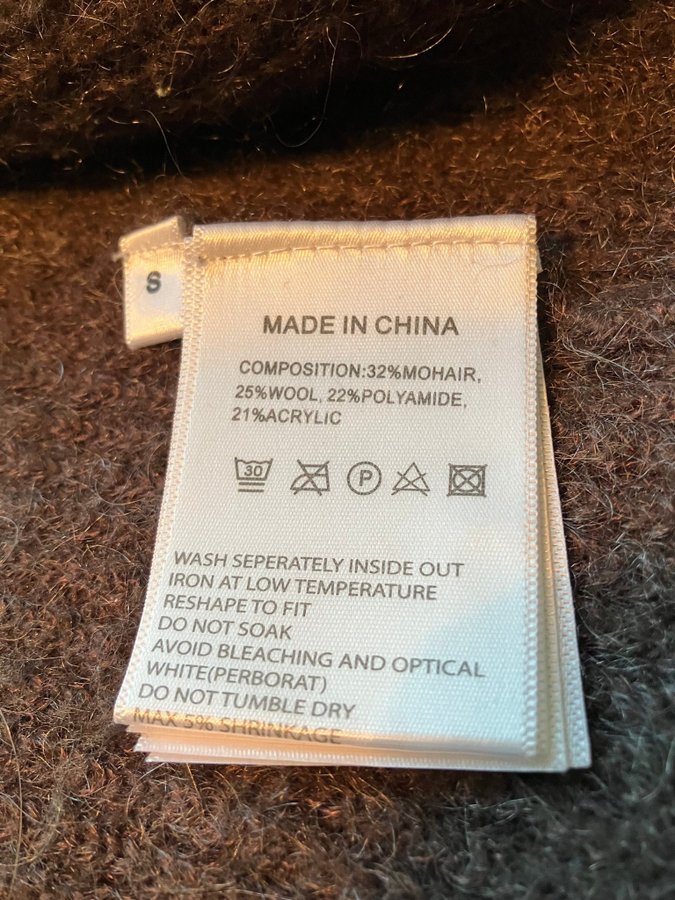 S
MADE IN CHINA
COMPOSITION:32%MOHAIR,
25%WOOL, 22%POLYAMIDE,
21%ACRYLIC
30 P
WASH SEPERATELY INSIDE OUT
IRON AT LOW TEMPERATURE
RESHAPE TO FIT
DO NOT SOAK
AVOID BLEACHING AND OPTICAL
WHITE(PERBORAT)
DO NOT TUMBLE DRY
MAX 5% SHRINKAGE